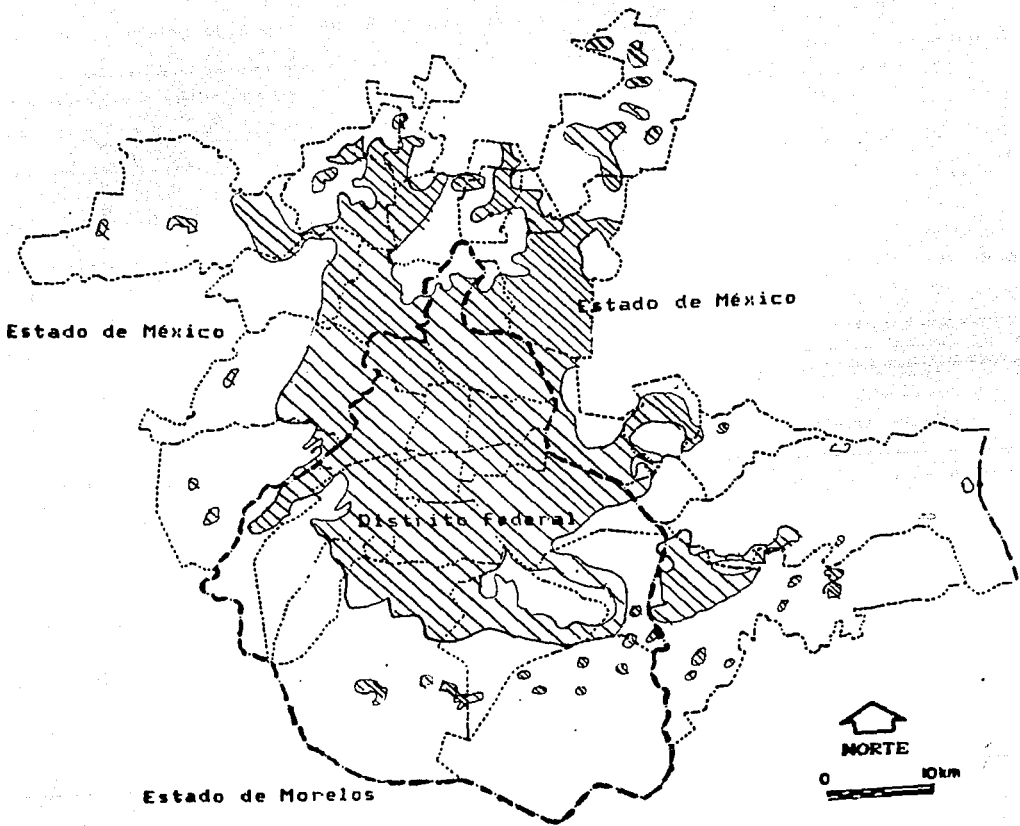 Estado de México
Estado de México
Distrito Federal
NORTE
0 10km
Estado de Morelos